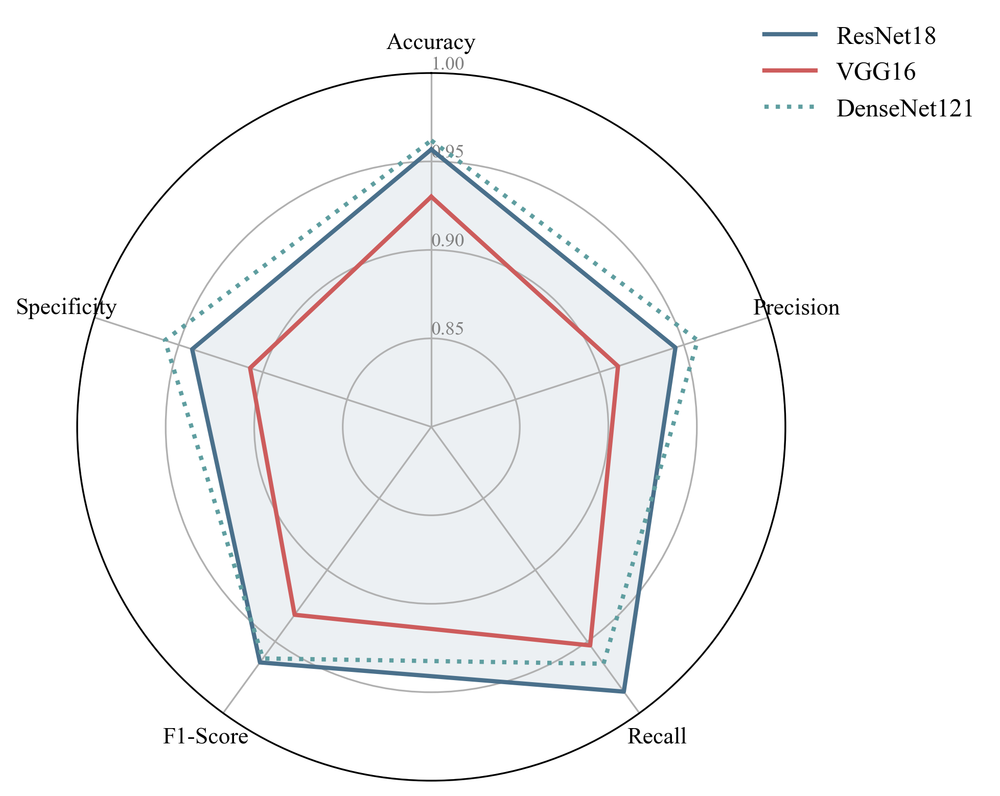 ResNet18
VGG16
DenseNet121
Accuracy
1.00
0.95
0.90
0.85
Specificity
Precision
F1-Score
Recall